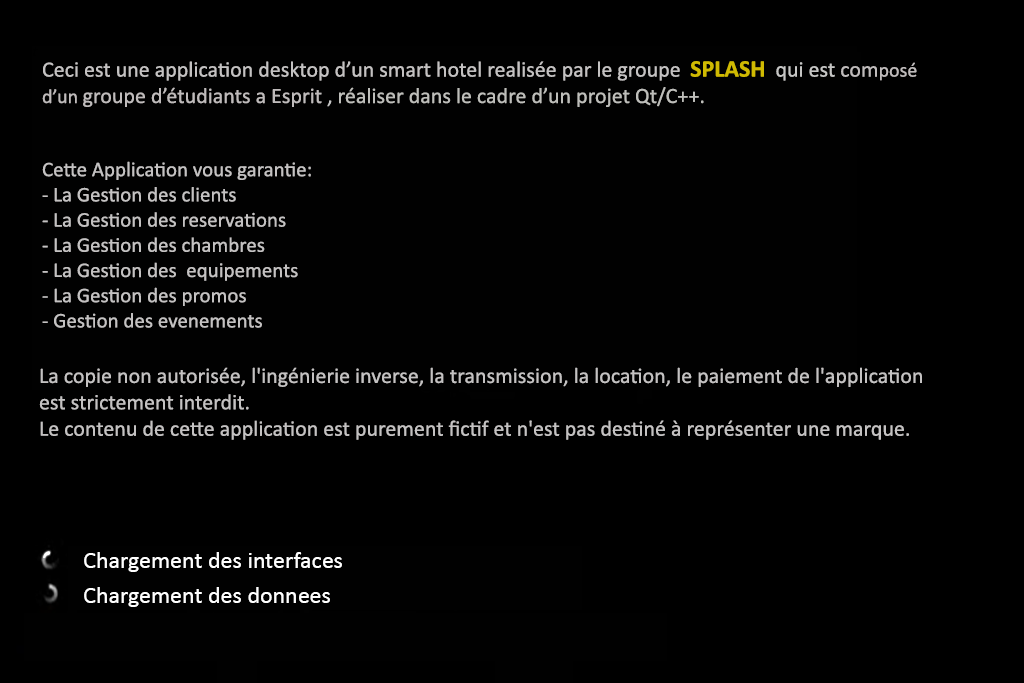 Ceci est une application desktop d’un smart hotel realisée par le groupe SPLASH qui est composé
d’un groupe d’étudiants a Esprit , réaliser dans le cadre d’un projet Qt/C++.
Cette Application vous garantie:
- La Gestion des clients
- La Gestion des reservations
- La Gestion des chambres
- La Gestion des equipements
- La Gestion des promos
- Gestion des evenements
La copie non autorisée, l'ingénierie inverse, la transmission, la location, le paiement de l'application
est strictement interdit.
Le contenu de cette application est purement fictif et n'est pas destiné à représenter une marque.
Chargement des interfaces
Chargement des donnees